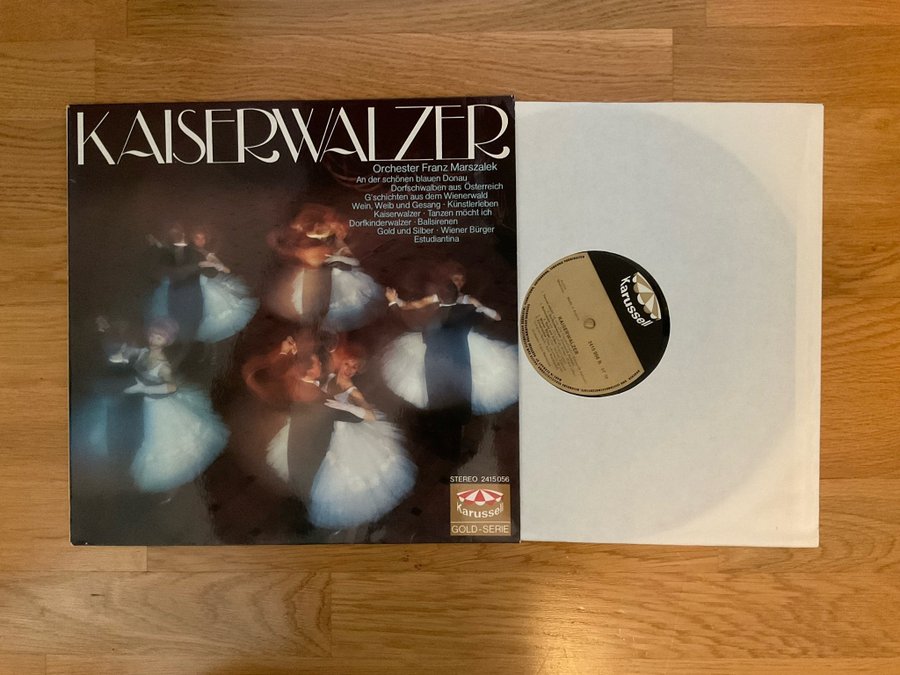 KAISERWALZER
Orchester Franz Marszalek
An der schönen blauen Donau
Dorfschwalben aus Österreich
G'schichten aus dem Wienerwald
Wein, Weib und Gesang · Künstlerleben
Kaiserwalzer · Tanzen möcht ich
Dorfkinderwalzer · Ballsirenen
Gold und Silber · Wiener Bürger
Estudiantina
STEREO 2415056
Karussell
GOLD-SERIE
Karussell
KAISERWALZER
2415 056